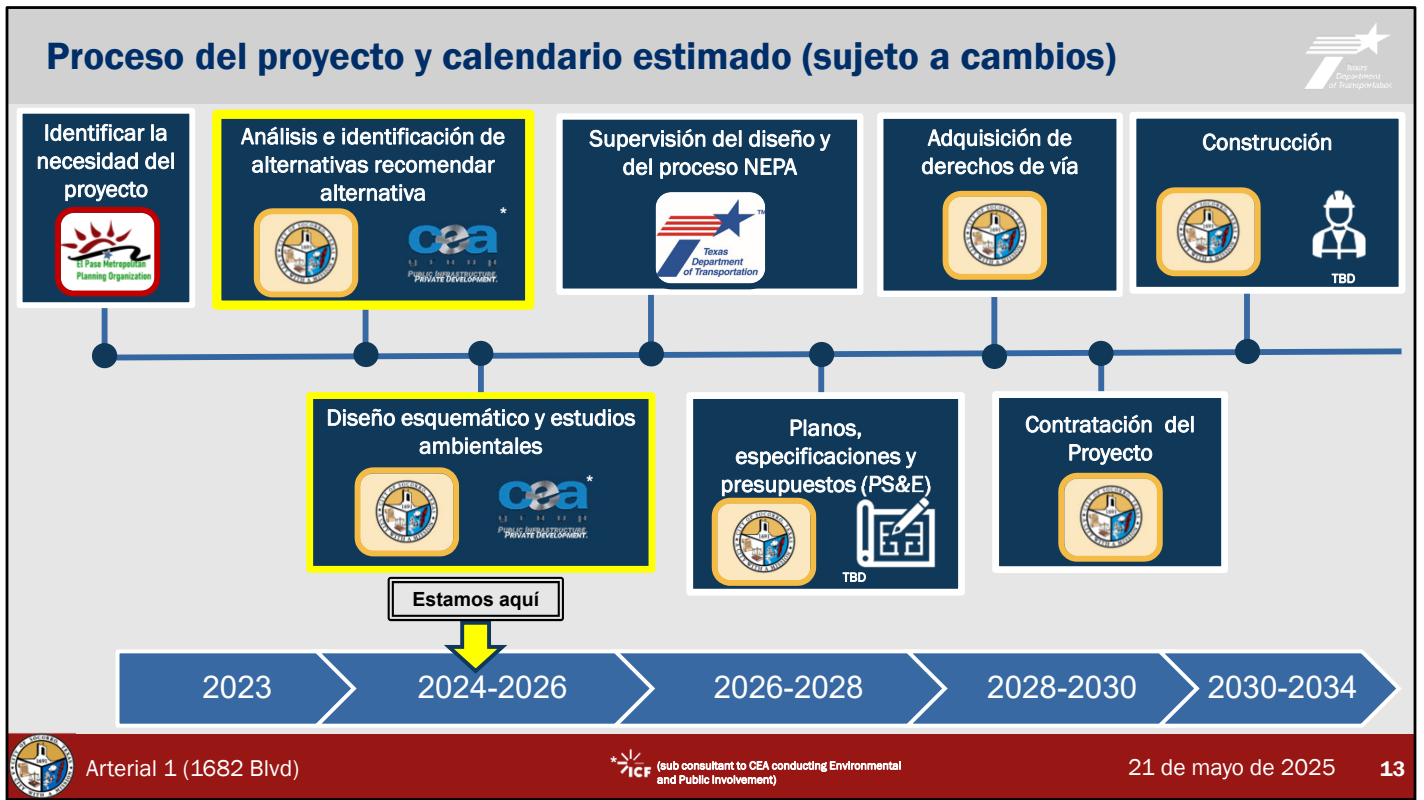 Proceso del proyecto y calendario estimado (sujeto a cambios)
Texas
Department
of Transportation
Identificar la
necesidad del
proyecto
El Paso Metropolitan
Planning Organization
Análisis e identificación de
alternativas recomendar
alternativa
*
cea
PUBLIC INFRASTRUCTURE.
PRIVATE DEVELOPMENT.
Supervisión del diseño y
del proceso NEPA
TM
Texas
Department
of Transportation
Adquisición de
derechos de vía
Construcción
TBD
Diseño esquemático y estudios
ambientales
*
cea
PUBLIC INFRASTRUCTURE.
PRIVATE DEVELOPMENT.
Planos,
especificaciones y
presupuestos (PS&E)
TBD
Contratación del
Proyecto
Estamos aquí
2023
2024-2026
2026-2028
2028-2030
2030-2034
Arterial 1 (1682 Blvd)
* ICF (sub consultant to CEA conducting Environmental
and Public Involvement)
21 de mayo de 2025
13